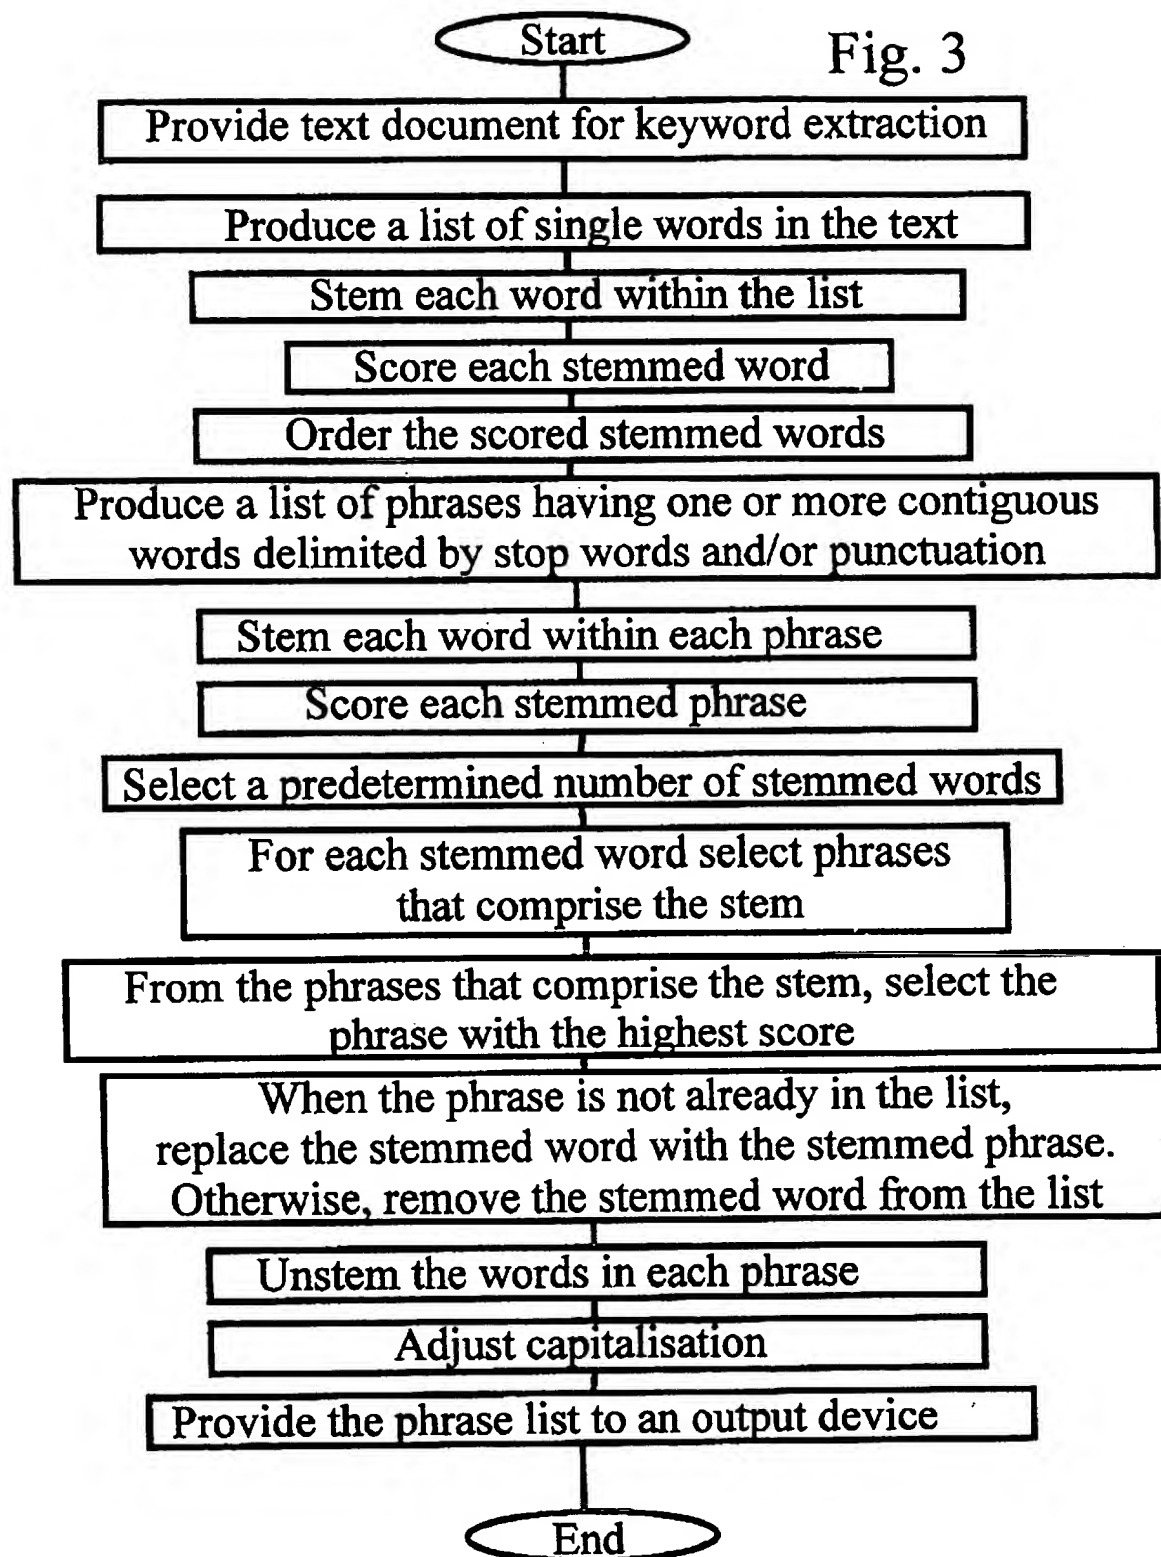 Start
Fig. 3
Provide text document for keyword extraction
Produce a list of single words in the text
Stem each word within the list
Score each stemmed word
Order the scored stemmed words
Produce a list of phrases having one or more contiguous
words delimited by stop words and/or punctuation
Stem each word within each phrase
Score each stemmed phrase
Select a predetermined number of stemmed words
For each stemmed word select phrases
that comprise the stem
From the phrases that comprise the stem, select the
phrase with the highest score
When the phrase is not already in the list,
replace the stemmed word with the stemmed phrase.
Otherwise, remove the stemmed word from the list
Unstem the words in each phrase
Adjust capitalisation
Provide the phrase list to an output device
End